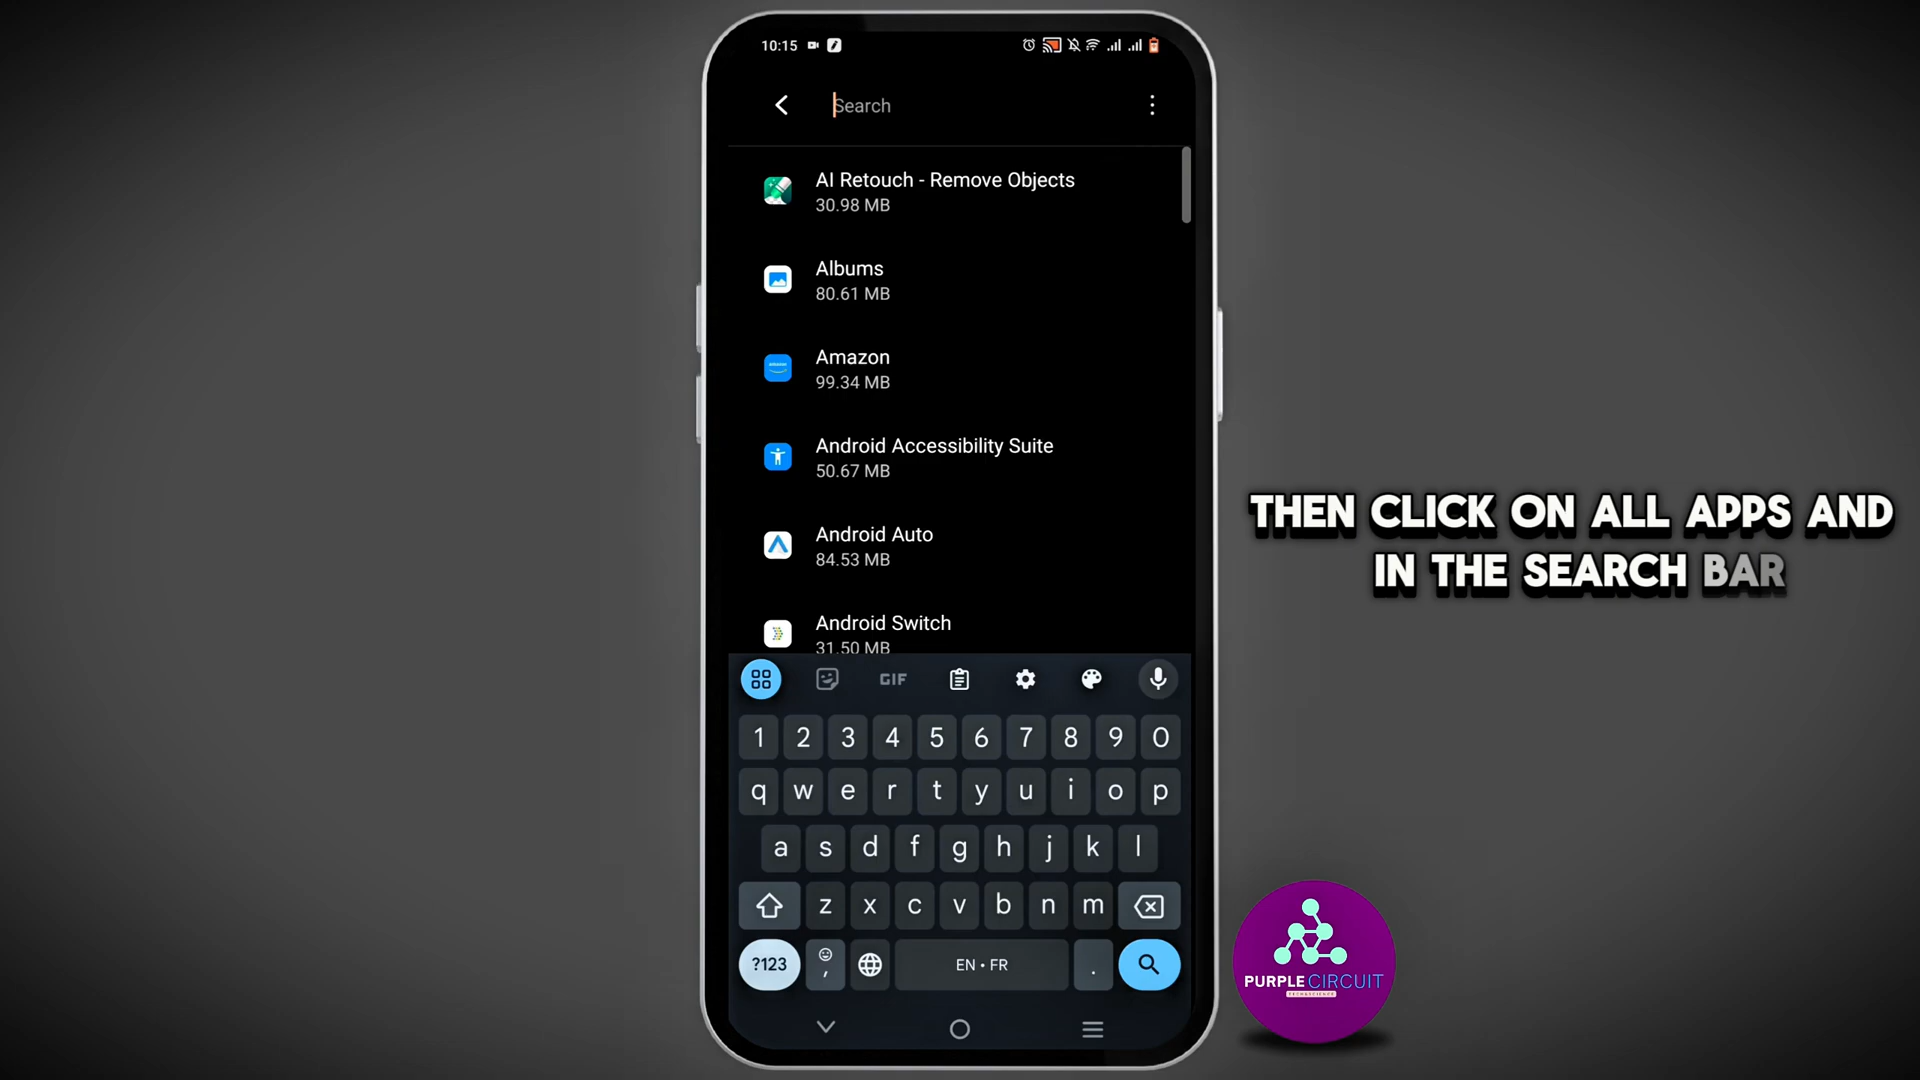 10:15
Search
AI Retouch - Remove Objects
30.98 MB
Albums
80.61 MB
Amazon
99.34 MB
Android Accessibility Suite
50.67 MB
Android Auto
84.53 MB
Android Switch
31.50 MB
THEN CLICK ON ALL APPS AND
IN THE SEARCH BAR
GIF
1 2 3 4 5 6 7 8 9 0
q w e r t y u i o p
a s d f g h j k l
z x c v b n m
?123 , EN • FR .
PURPLE CIRCUIT